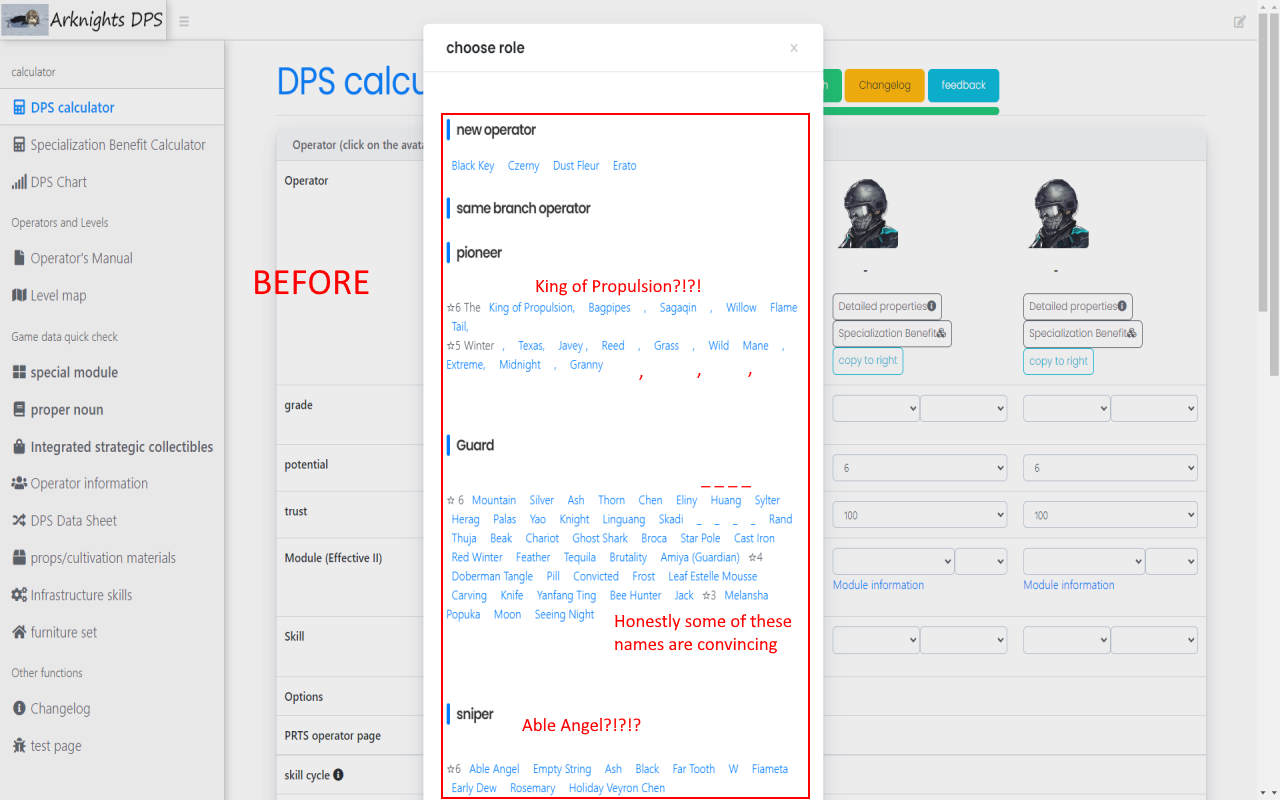 Arknights DPS
calculator
DPS calculator
Specialization Benefit Calculator
DPS Chart
Operators and Levels
Operator's Manual
Level map
Game data quick check
special module
proper noun
Integrated strategic collectibles
Operator information
DPS Data Sheet
props/cultivation materials
Infrastructure skills
furniture set
Other functions
Changelog
test page
DPS calcu
Changelog
feedback
Operator (click on the avata
Operator
BEFORE
grade
potential
trust
Module (Effective II)
Skill
Options
PRTS operator page
skill cycle
choose role
×
new operator
Black Key Czerny Dust Fleur Erato
same branch operator
pioneer
King of Propulsion?!?!
☆6 The King of Propulsion, Bagpipes , Sagaqin , Willow Flame
Tail,
☆5 Winter , Texas, Javey , Reed , Grass , Wild Mane ,
Extreme, Midnight , Granny
, , ,
Guard
_ _ _ _
☆ 6 Mountain Silver Ash Thorn Chen Eliny Huang Sylter
Herag Palas Yao Knight Linguang Skadi _ _ _ _ Rand
Thuja Beak Chariot Ghost Shark Broca Star Pole Cast Iron
Red Winter Feather Tequila Brutality Amiya (Guardian) ☆4
Doberman Tangle Pill Convicted Frost Leaf Estelle Mousse
Carving Knife Yanfang Ting Bee Hunter Jack ☆3 Melansha
Popuka Moon Seeing Night
Honestly some of these
names are convincing
sniper
Able Angel?!?!?
☆6 Able Angel Empty String Ash Black Far Tooth W Fiameta
Early Dew Rosemary Holiday Veyron Chen
- -
Detailed properties Detailed properties
Specialization Benefit Specialization Benefit
copy to right copy to right
6 6
100 100
Module information Module information